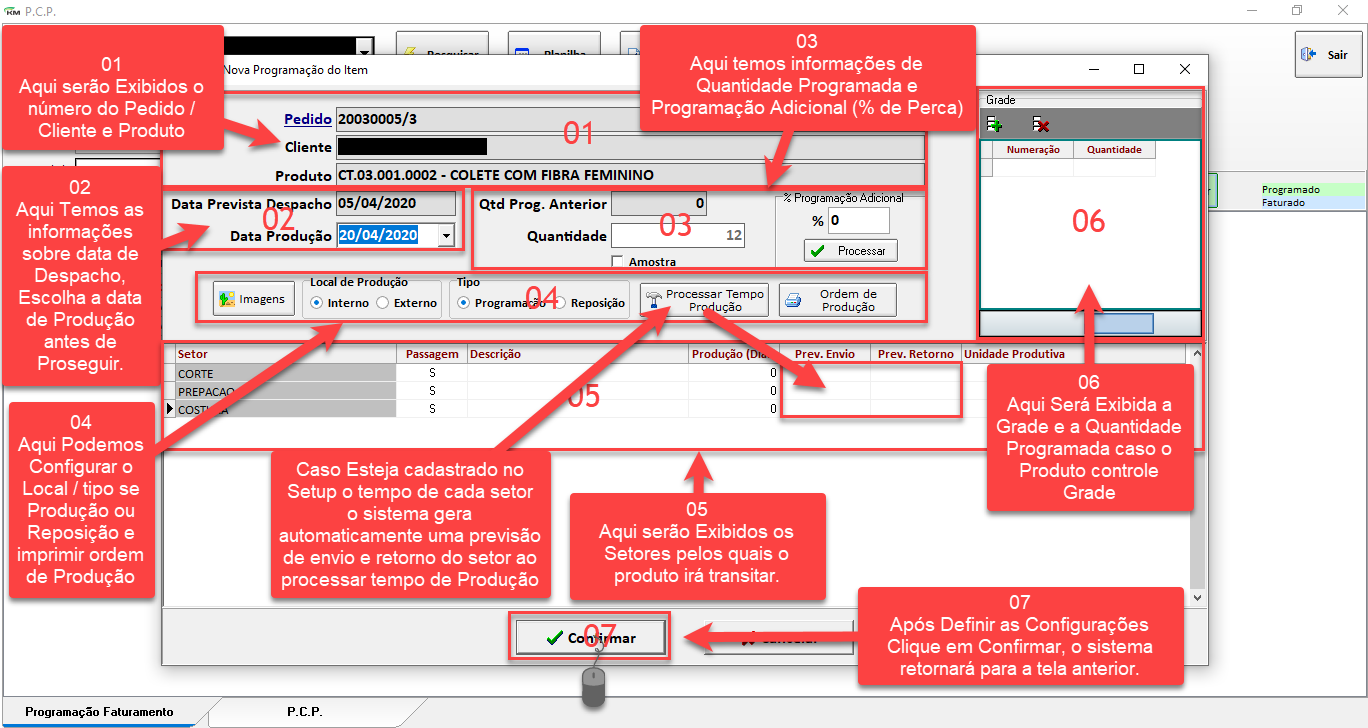 KM P.C.P.
Pesquisar
Planilha
Sair
01
Aqui serão Exibidos o
número do Pedido /
Cliente e Produto
03
Aqui temos informações de
Quantidade Programada e
Programação Adicional (% de Perca)
Nova Programação do Item
Pedido 20030005/3
01
Cliente
Produto CT.03.001.0002 - COLETE COM FIBRA FEMININO
Grade
Numeração Quantidade
06
Programado
Faturado
02
Aqui Temos as
informações
sobre data de
Despacho,
Escolha a data
de Produção
antes de
Proseguir.
Data Prevista Despacho 05/04/2020
02
Data Produção 20/04/2020
Qtd Prog. Anterior 0
03
Quantidade 12
Amostra
% Programação Adicional
% 0
Processar
Imagens
Local de Produção
Interno Externo
Tipo
Programação Reposição
04
Processar Tempo
Produção
Ordem de
Produção
Setor Passagem Descrição Produção (Dia Prev. Envio Prev. Retorno Unidade Produtiva
CORTE S 0
PREPACAO S 0
COSTURA S 0
05
04
Aqui Podemos
Configurar o
Local / tipo se
Produção ou
Reposição e
imprimir ordem
de Produção
Caso Esteja cadastrado no
Setup o tempo de cada setor
o sistema gera
automaticamente uma previsão
de envio e retorno do setor ao
processar tempo de Produção
05
Aqui serão Exibidos os
Setores pelos quais o
produto irá transitar.
06
Aqui Será Exibida a
Grade e a Quantidade
Programada caso o
Produto controle
Grade
07
Após Definir as Configurações
Clique em Confirmar, o sistema
retornará para a tela anterior.
Confirmar
07
Cancelar
Programação Faturamento
P.C.P.